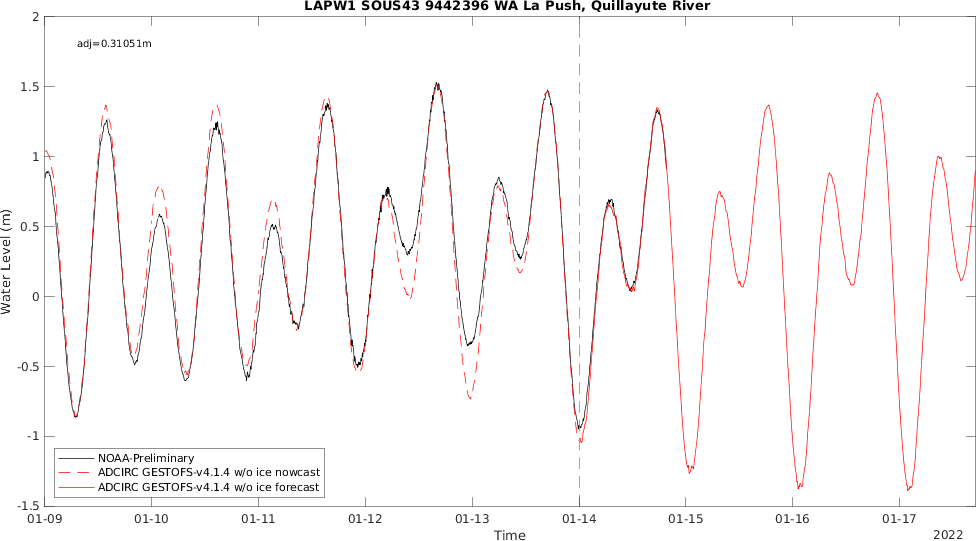 LAPW1 SOUS43 9442396 WA La Push, Quillayute River
2
adj=0.31051m
1.5
1
0.5
0
-0.5
-1
-1.5
Water Level (m)
NOAA-Preliminary
ADCIRC GESTOFS-v4.1.4 w/o ice nowcast
ADCIRC GESTOFS-v4.1.4 w/o ice forecast
01-09 01-10 01-11 01-12 01-13 01-14 01-15 01-16 01-17
Time
2022